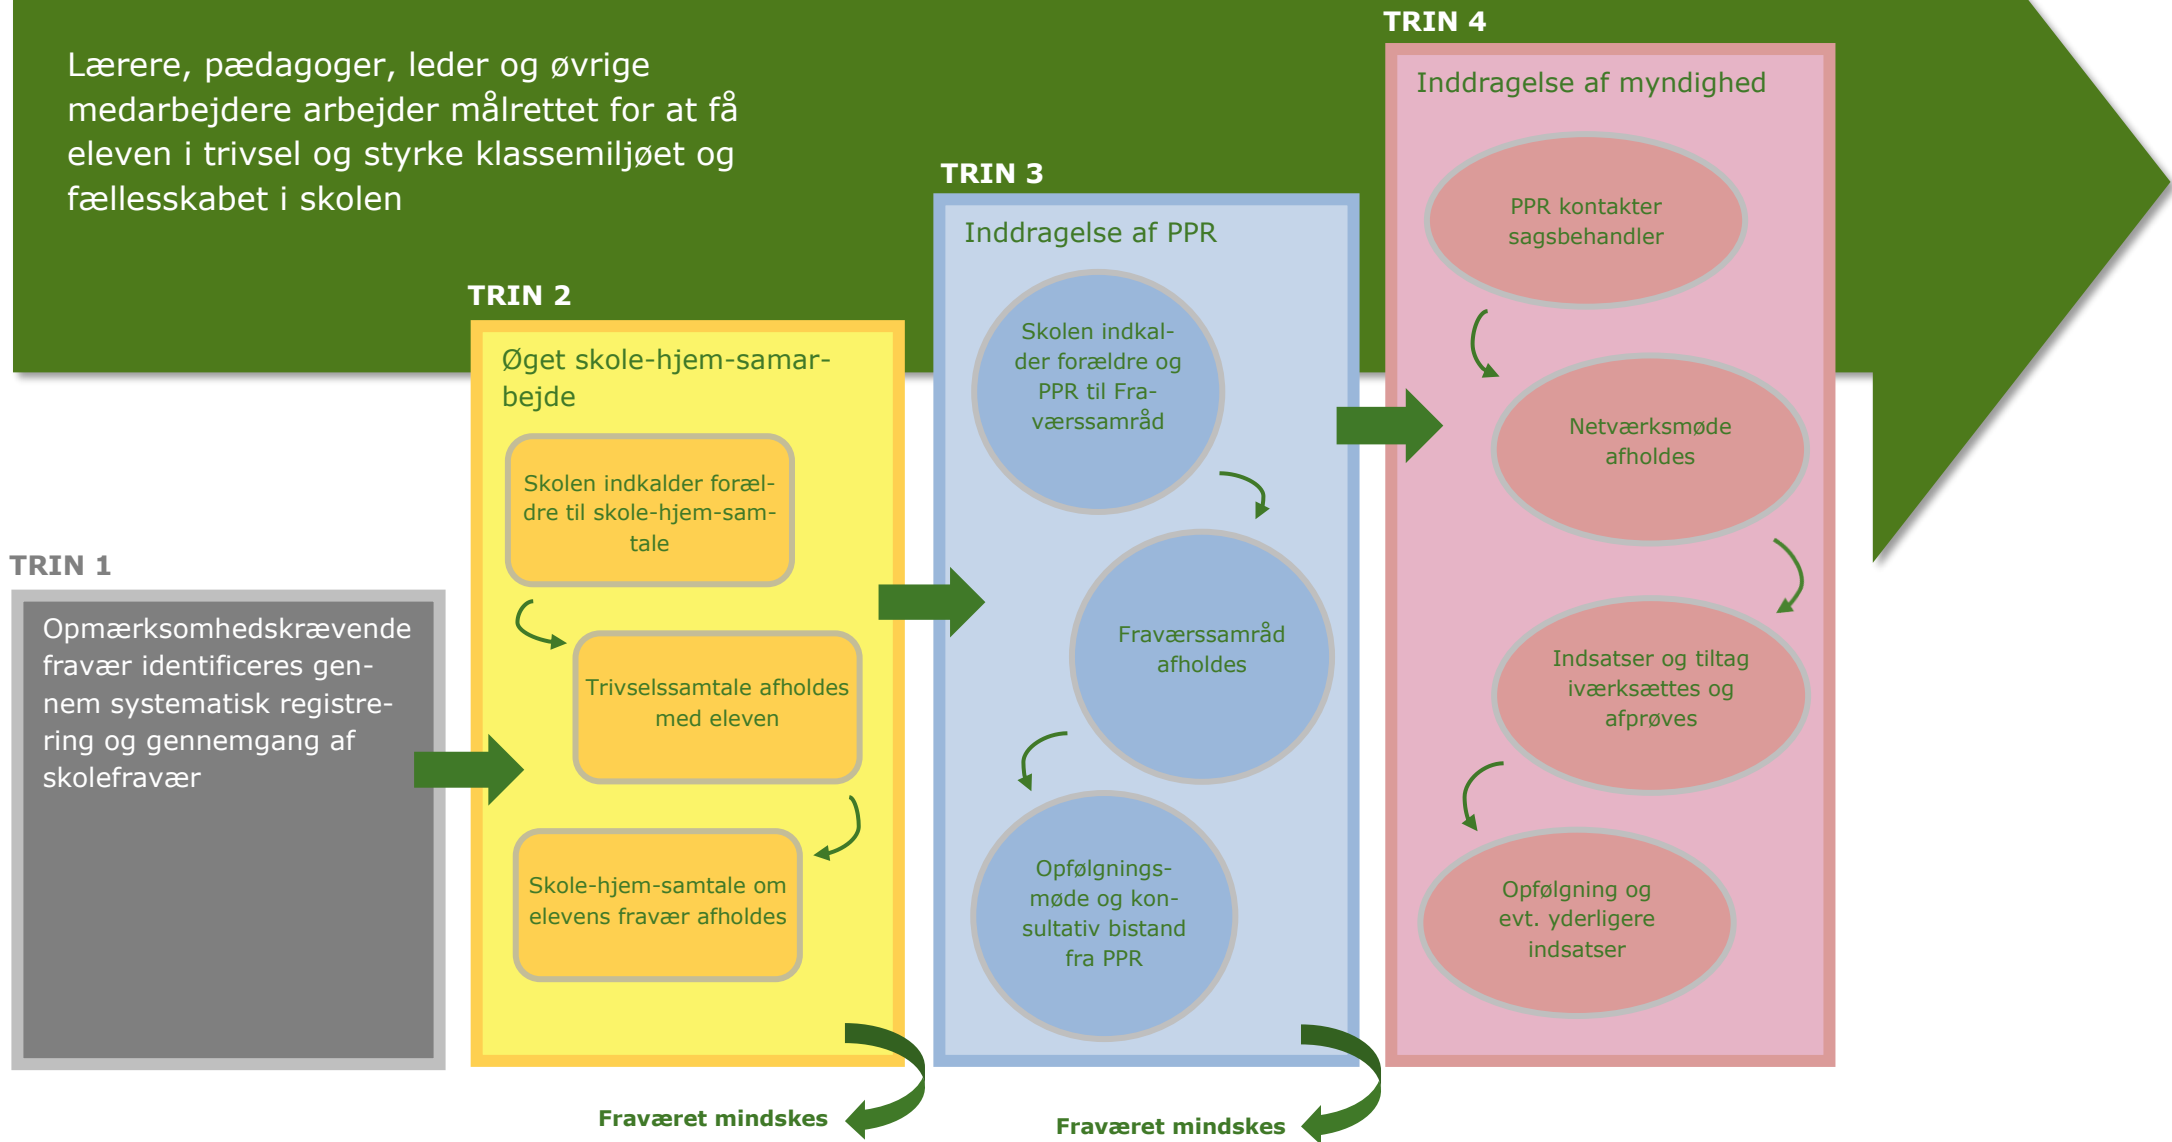 Lærere, pædagoger, leder og øvrige
medarbejdere arbejder målrettet for at få
eleven i trivsel og styrke klassemiljøet og
fællesskabet i skolen
TRIN 1
Opmærksomhedskrævende
fravær identificeres gen-
nem systematisk registre-
ring og gennemgang af
skolefravær
TRIN 2
Øget skole-hjem-samar-
bejde
Skolen indkalder foræl-
dre til skole-hjem-sam-
tale
Trivselssamtale afholdes
med eleven
Skole-hjem-samtale om
elevens fravær afholdes
Fraværet mindskes
TRIN 3
Inddragelse af PPR
Skolen indkal-
der forældre og
PPR til Fra-
værssamråd
Fraværssamråd
afholdes
Opfølgnings-
møde og kon-
sultativ bistand
fra PPR
Fraværet mindskes
TRIN 4
Inddragelse af myndighed
PPR kontakter
sagsbehandler
Netværksmøde
afholdes
Indsatser og tiltag
iværksættes og
afprøves
Opfølgning og
evt. yderligere
indsatser